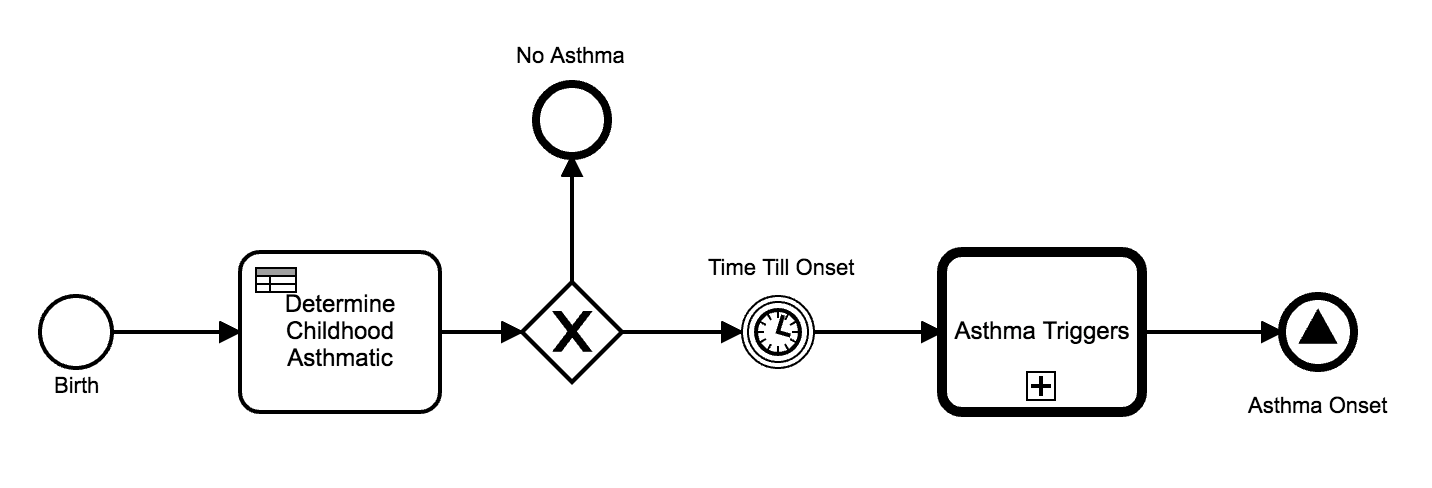 No Asthma
Time Till Onset
Determine
Childhood
Asthmatic
X
Asthma Triggers
Birth
Asthma Onset